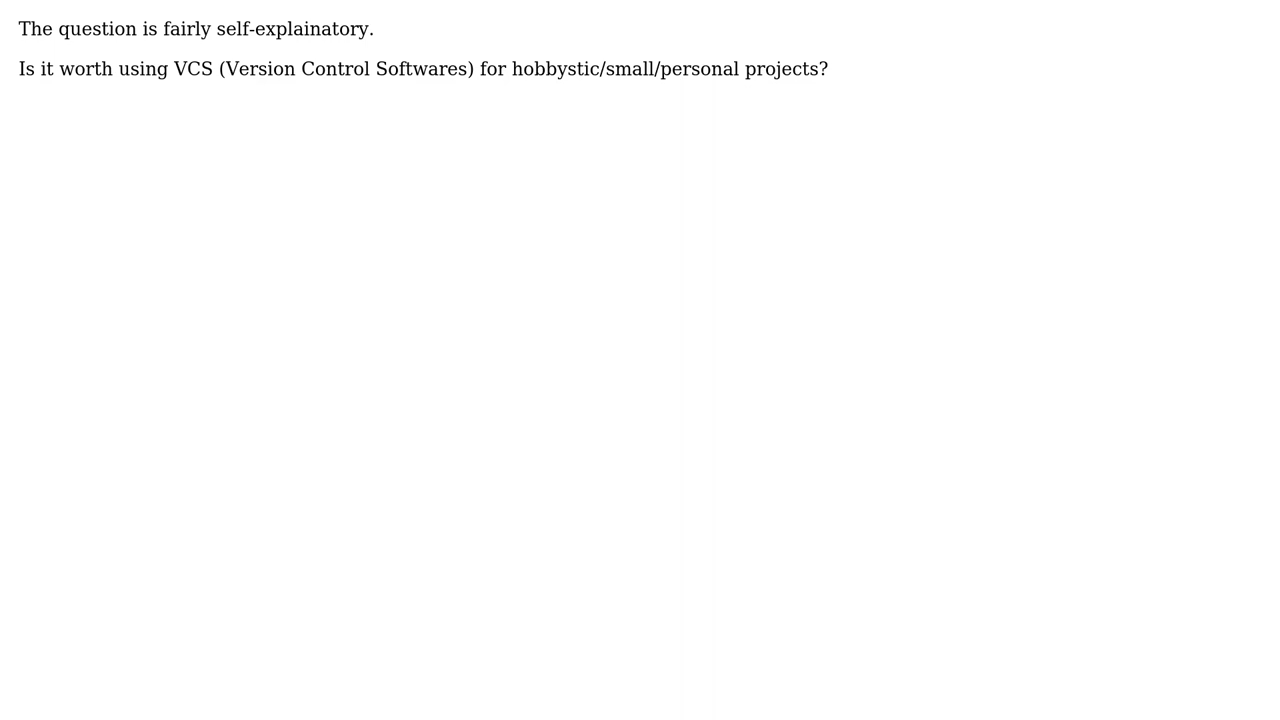 The question is fairly self-explainatory.
Is it worth using VCS (Version Control Softwares) for hobbystic/small/personal projects?